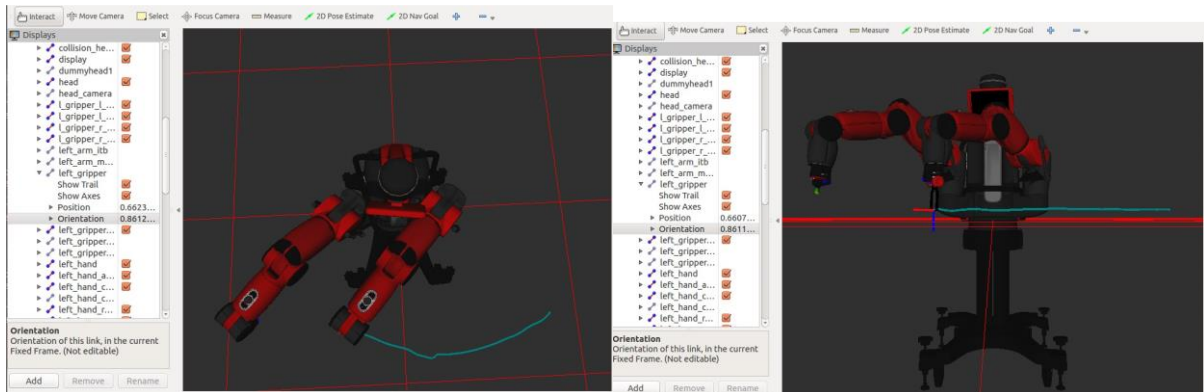 Interact Move Camera Select Focus Camera Measure 2D Pose Estimate 2D Nav Goal
Displays
collision_he...
display
dummyhead1
head
head_camera
l_gripper_l_...
l_gripper_l_...
l_gripper_r_...
l_gripper_r_...
left_arm_itb
left_arm_m...
left_gripper
Show Trail
Show Axes
Position 0.6623...
Orientation 0.8612...
left_gripper...
left_gripper...
left_gripper...
left_hand
left_hand_a...
left_hand_c...
left_hand_c...
left_hand_r...
Orientation
Orientation of this link, in the current
Fixed Frame. (Not editable)
Add Remove Rename
Interact Move Camera Select Focus Camera Measure 2D Pose Estimate 2D Nav Goal
Displays
collision_he...
display
dummyhead1
head
head_camera
l_gripper_l_...
l_gripper_l_...
l_gripper_r_...
l_gripper_r_...
left_arm_itb
left_arm_m...
left_gripper
Show Trail
Show Axes
Position 0.6607...
Orientation 0.8611...
left_gripper...
left_gripper...
left_gripper...
left_hand
left_hand_a...
left_hand_c...
left_hand_c...
left_hand_r...
Orientation
Orientation of this link, in the current
Fixed Frame. (Not editable)
Add Remove Rename